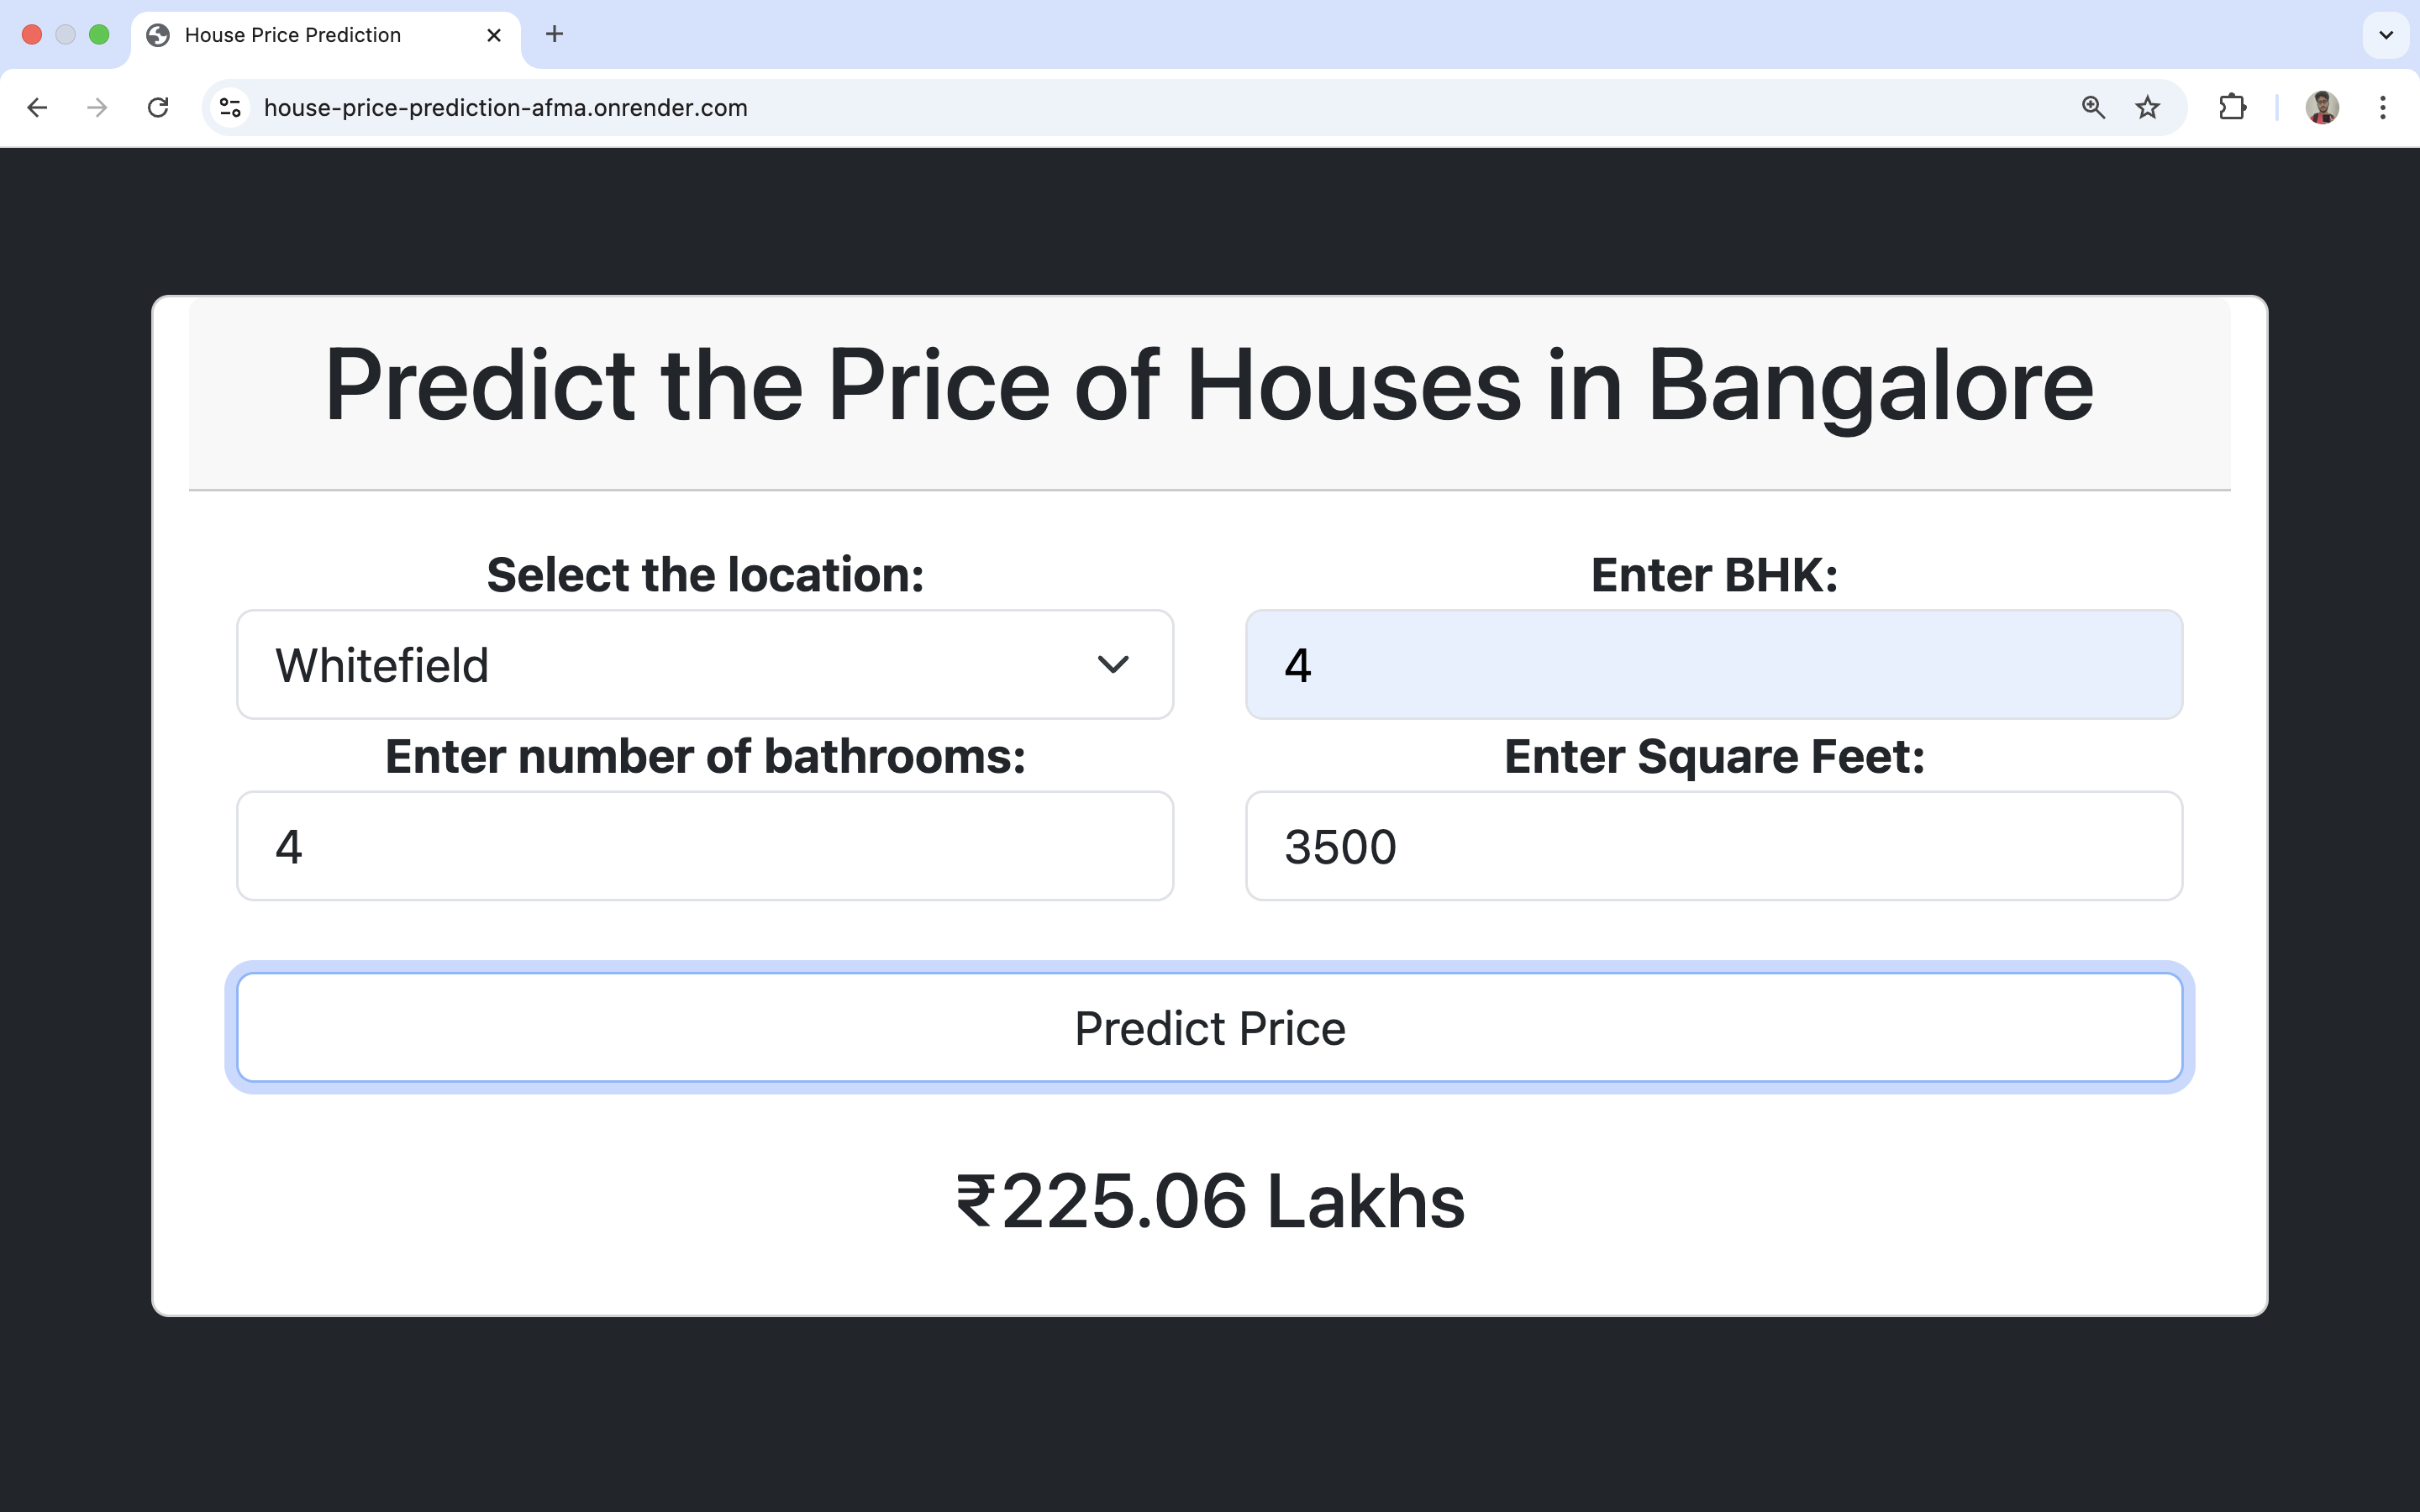 House Price Prediction
house-price-prediction-afma.onrender.com
Predict the Price of Houses in Bangalore
Select the location:
Enter BHK:
Whitefield
4
Enter number of bathrooms:
Enter Square Feet:
4
3500
Predict Price
₹225.06 Lakhs